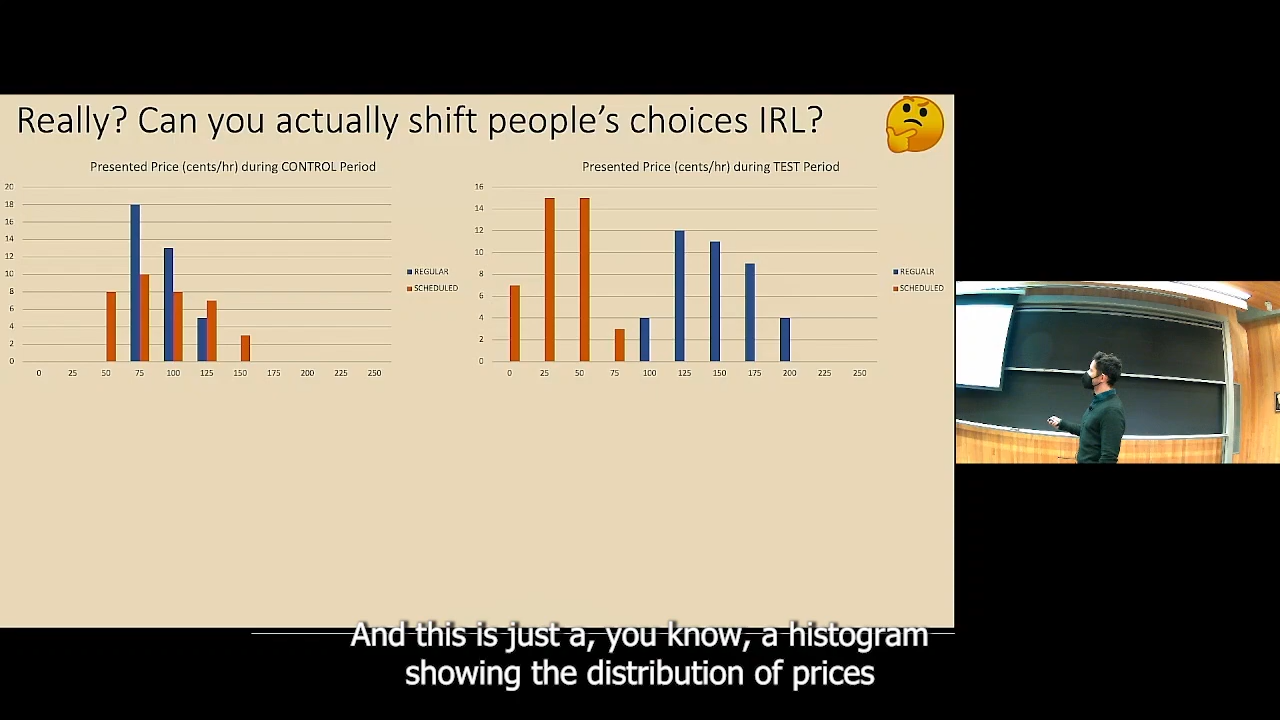 Really? Can you actually shift people's choices IRL?
Presented Price (cents/hr) during CONTROL Period
20
18
16
14
12
10
8
6
4
2
0
0 25 50 75 100 125 150 175 200 225 250
REGULAR
SCHEDULED
Presented Price (cents/hr) during TEST Period
16
14
12
10
8
6
4
2
0
0 25 50 75 100 125 150 175 200 225 250
REGUALR
SCHEDULED
And this is just a, you know, a histogram
showing the distribution of prices